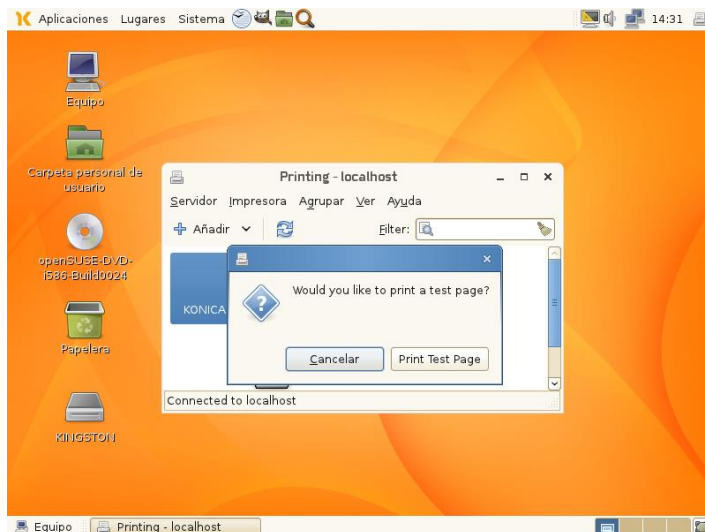 Aplicaciones Lugares Sistema 14:31
Equipo
Carpeta personal de
usuario
openSUSE-DVD-
i586-Build0024
Papelera
KINGSTON
Printing - localhost
Servidor Impresora Agrupar Ver Ayuda
Añadir Filter:
KONICA
Would you like to print a test page?
Cancelar Print Test Page
Connected to localhost
Equipo Printing - localhost